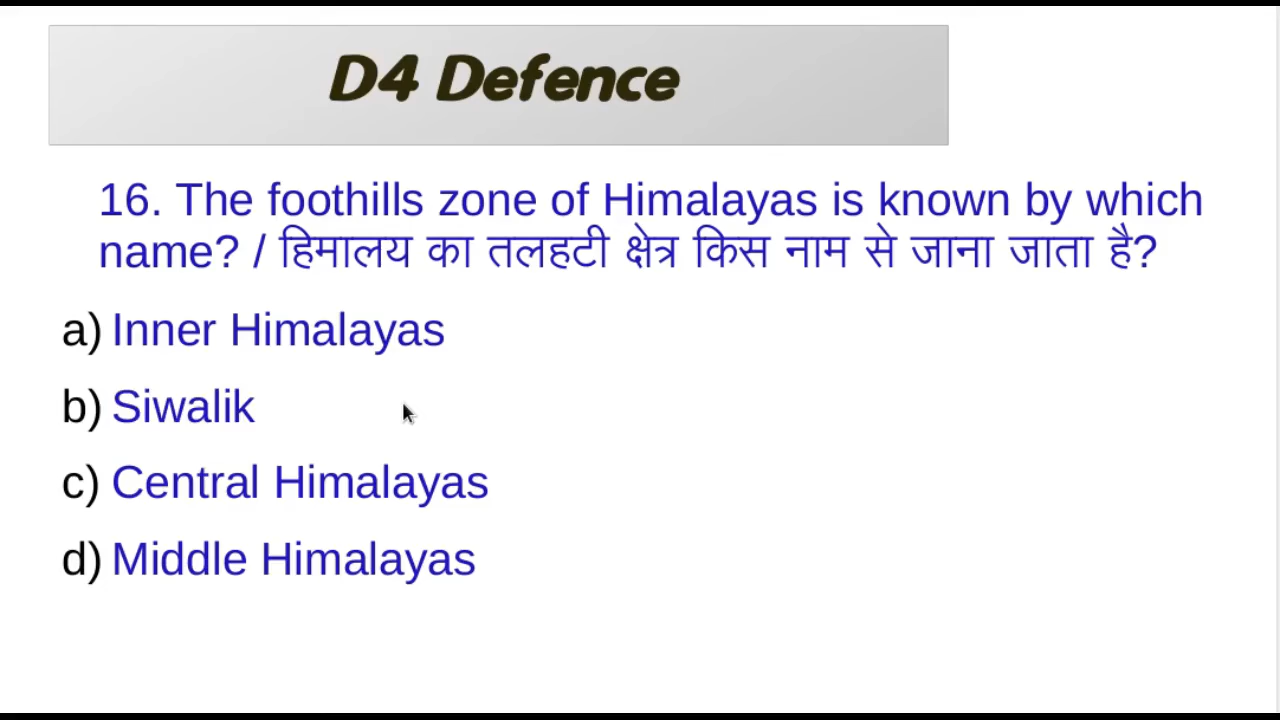 D4 Defence
16. The foothills zone of Himalayas is known by which
name? / हिमालय का तलहटी क्षेत्र किस नाम से जाना जाता है?
a) Inner Himalayas
b) Siwalik
c) Central Himalayas
d) Middle Himalayas